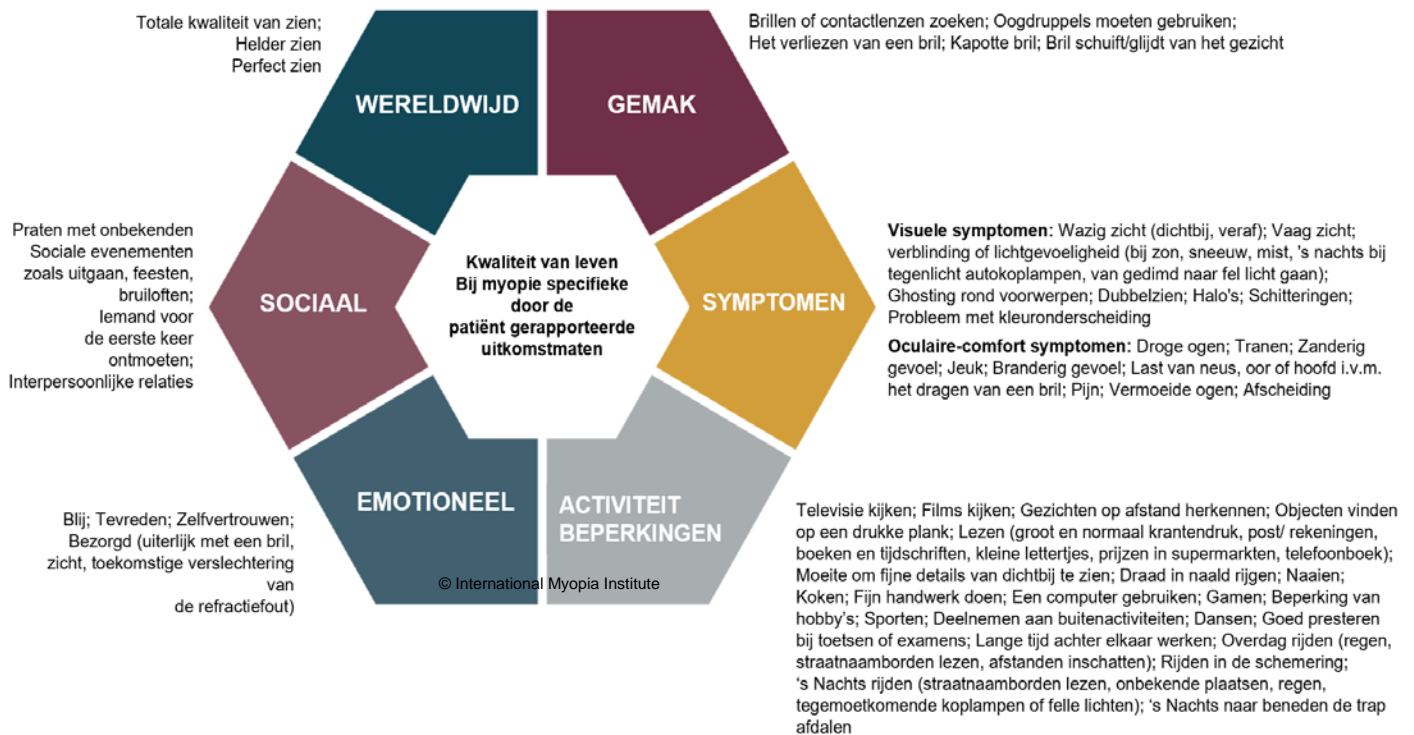 Totale kwaliteit van zien;
Helder zien
Perfect zien
WERELDWIJD
Brillen of contactlenzen zoeken; Oogdruppels moeten gebruiken;
Het verliezen van een bril; Kapotte bril; Bril schuift/glijdt van het gezicht
GEMAK
Praten met onbekenden
Sociale evenementen
zoals uitgaan, feesten,
bruiloften;
Iemand voor
de eerste keer
ontmoeten;
Interpersoonlijke relaties
SOCIAAL
Kwaliteit van leven
Bij myopie specifieke
door de
patiënt gerapporteerde
uitkomstmaten
SYMPTOMEN
Visuele symptomen: Wazig zicht (dichtbij, veraf); Vaag zicht;
verblinding of lichtgevoeligheid (bij zon, sneeuw, mist, 's nachts bij
tegenlicht autokoplampen, van gedimd naar fel licht gaan);
Ghosting rond voorwerpen; Dubbelzien; Halo's; Schitteringen;
Probleem met kleuronderscheiding
Oculaire-comfort symptomen: Droge ogen; Tranen; Zanderig
gevoel; Jeuk; Branderig gevoel; Last van neus, oor of hoofd i.v.m.
het dragen van een bril; Pijn; Vermoeide ogen; Afscheiding
EMOTIONEEL
Blij; Tevreden; Zelfvertrouwen;
Bezorgd (uiterlijk met een bril,
zicht, toekomstige verslechtering
van
de refractiefout)
ACTIVITEIT
BEPERKINGEN
© International Myopia Institute
Televisie kijken; Films kijken; Gezichten op afstand herkennen; Objecten vinden
op een drukke plank; Lezen (groot en normaal krantendruk, post/ rekeningen,
boeken en tijdschriften, kleine lettertjes, prijzen in supermarkten, telefoonboek);
Moeite om fijne details van dichtbij te zien; Draad in naald rijgen; Naaien;
Koken; Fijn handwerk doen; Een computer gebruiken; Gamen; Beperking van
hobby's; Sporten; Deelnemen aan buitenactiviteiten; Dansen; Goed presteren
bij toetsen of examens; Lange tijd achter elkaar werken; Overdag rijden (regen,
straatnaamborden lezen, afstanden inschatten); Rijden in de schemering;
‘s Nachts rijden (straatnaamborden lezen, onbekende plaatsen, regen,
tegemoetkomende koplampen of felle lichten); ‘s Nachts naar beneden de trap
afdalen